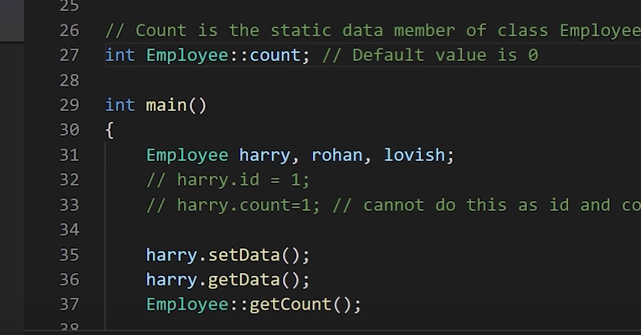 25
26 // Count is the static data member of class Employee
27 int Employee::count; // Default value is 0
28
29 int main()
30 {
31 Employee harry, rohan, lovish;
32 // harry.id = 1;
33 // harry.count=1; // cannot do this as id and co
34
35 harry.setData();
36 harry.getData();
37 Employee::getCount();
38